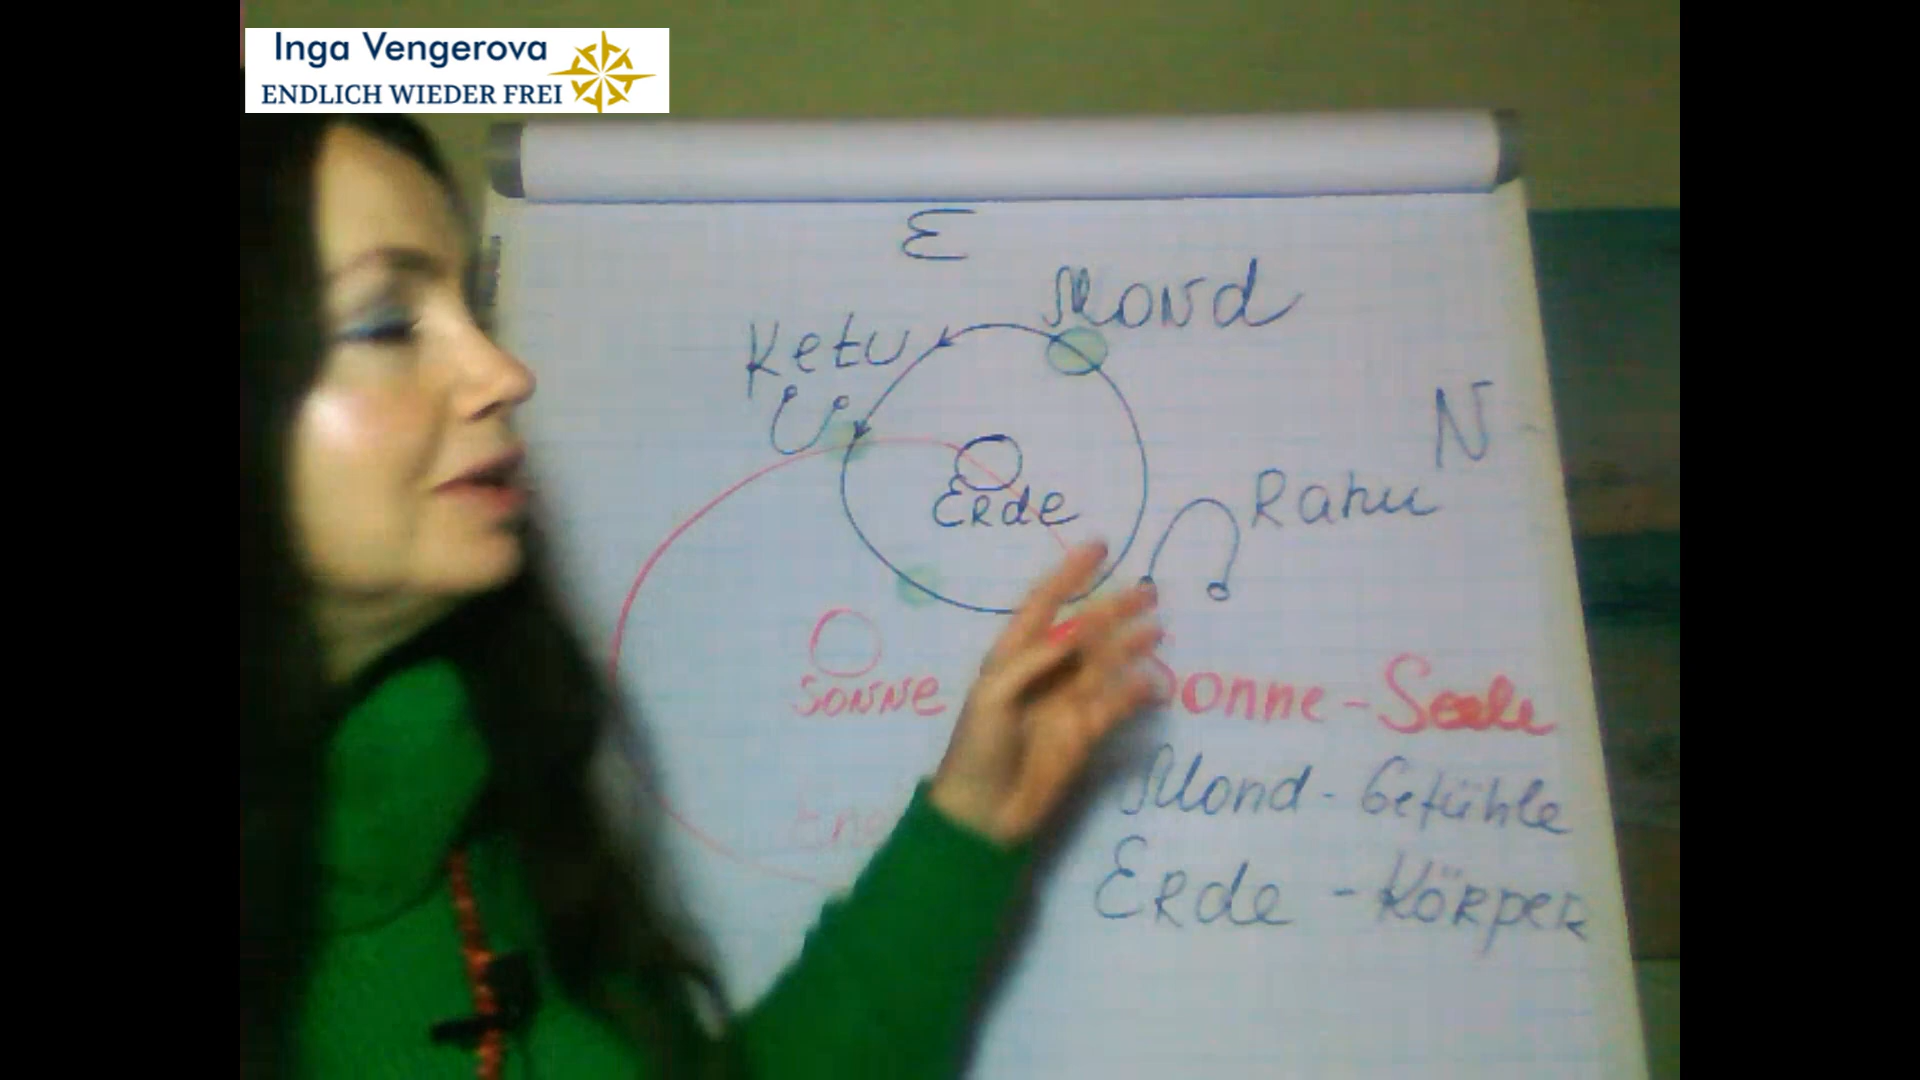 Inga Vengerova
ENDLICH WIEDER FREI
E
Mond
Ketu
N
Erde
Rahu
Sonne
Sonne - Seele
Mond - Gefühle
Erde - Körper